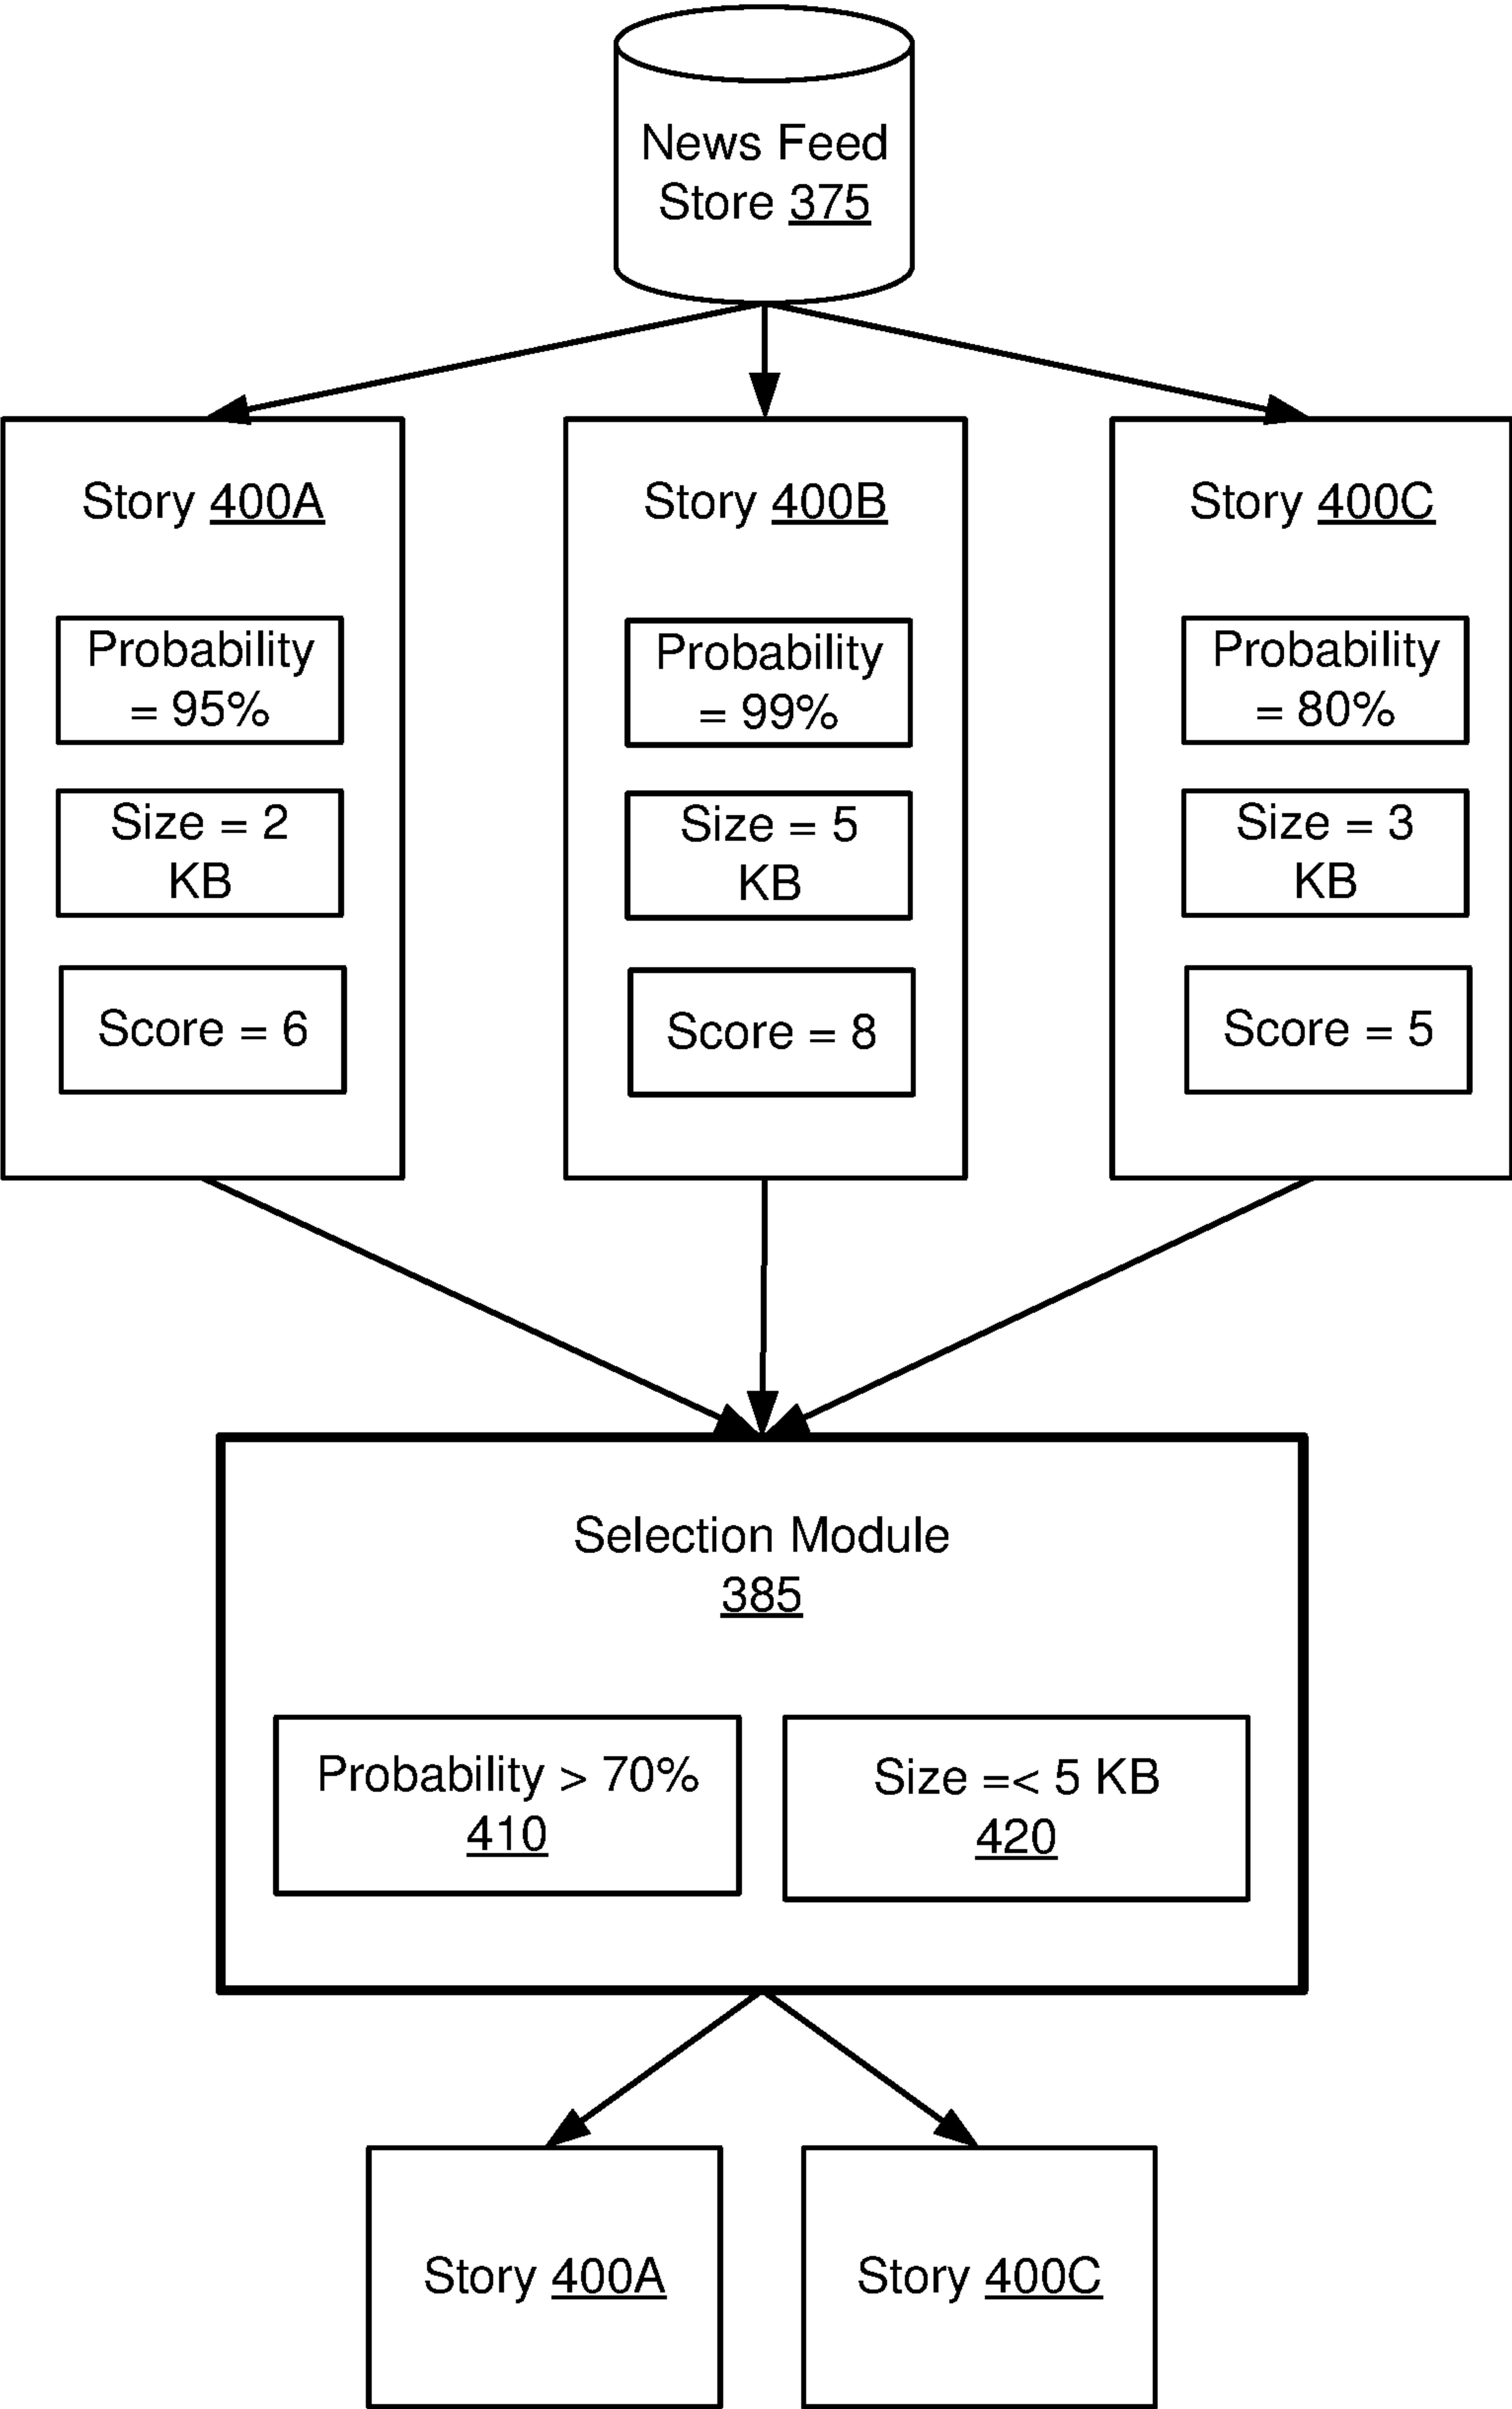 News Feed
Store 375
Story 400A
Probability
= 95%
Size = 2
KB
Score = 6
Story 400B
Probability
= 99%
Size = 5
KB
Score = 8
Story 400C
Probability
= 80%
Size = 3
KB
Score = 5
Selection Module
385
Probability > 70%
410
Size =< 5 KB
420
Story 400A
Story 400C